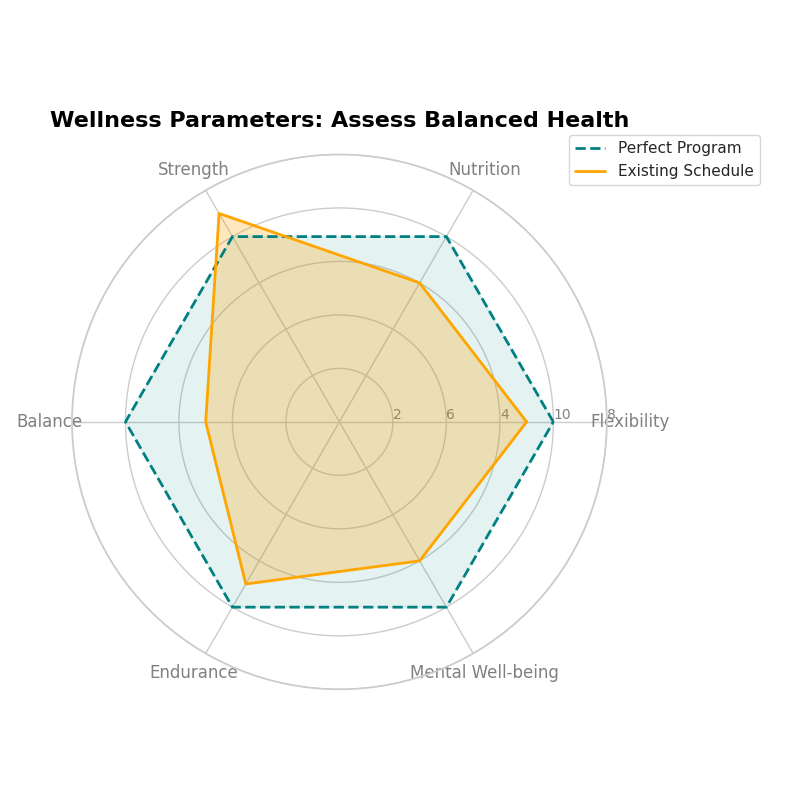 Wellness Parameters: Assess Balanced Health
Perfect Program
Existing Schedule
Strength
Nutrition
Balance
2
6
4
10
8
Flexibility
Endurance
Mental Well-being